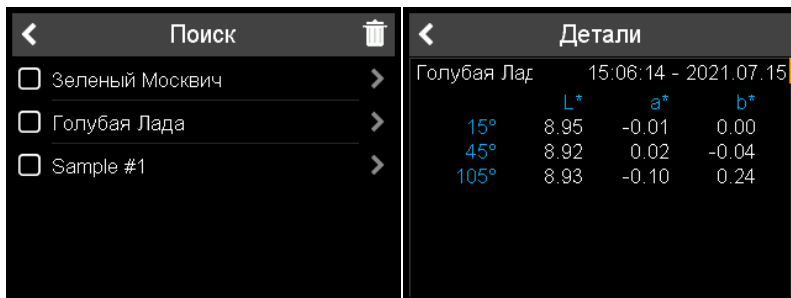 Поиск
Зеленый Москвич
Голубая Лада
Sample #1
Детали
Голубая Лад 15:06:14 - 2021.07.15
L* a* b*
15° 8.95 -0.01 0.00
45° 8.92 0.02 -0.04
105° 8.93 -0.10 0.24